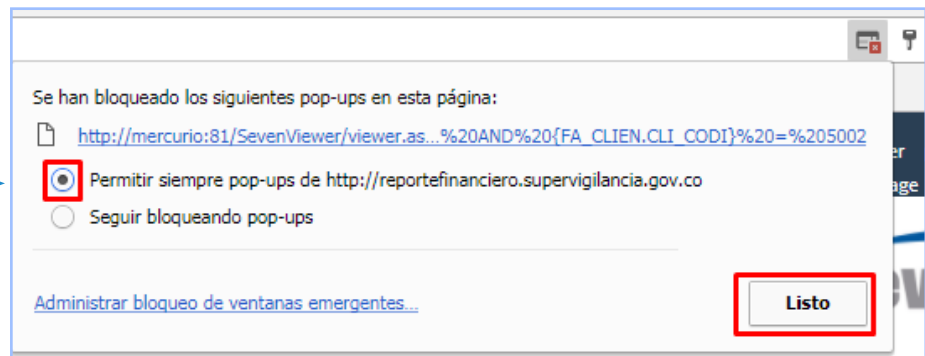 Se han bloqueado los siguientes pop-ups en esta página:
http://mercurio:81/SevenViewer/viewer.as...%20AND%20{FA_CLIEN.CLI_CODI}%20=%205002
er
Permitir siempre pop-ups de http://reportefinanciero.supervigilancia.gov.co
age
Seguir bloqueando pop-ups
Administrar bloqueo de ventanas emergentes...
Listo